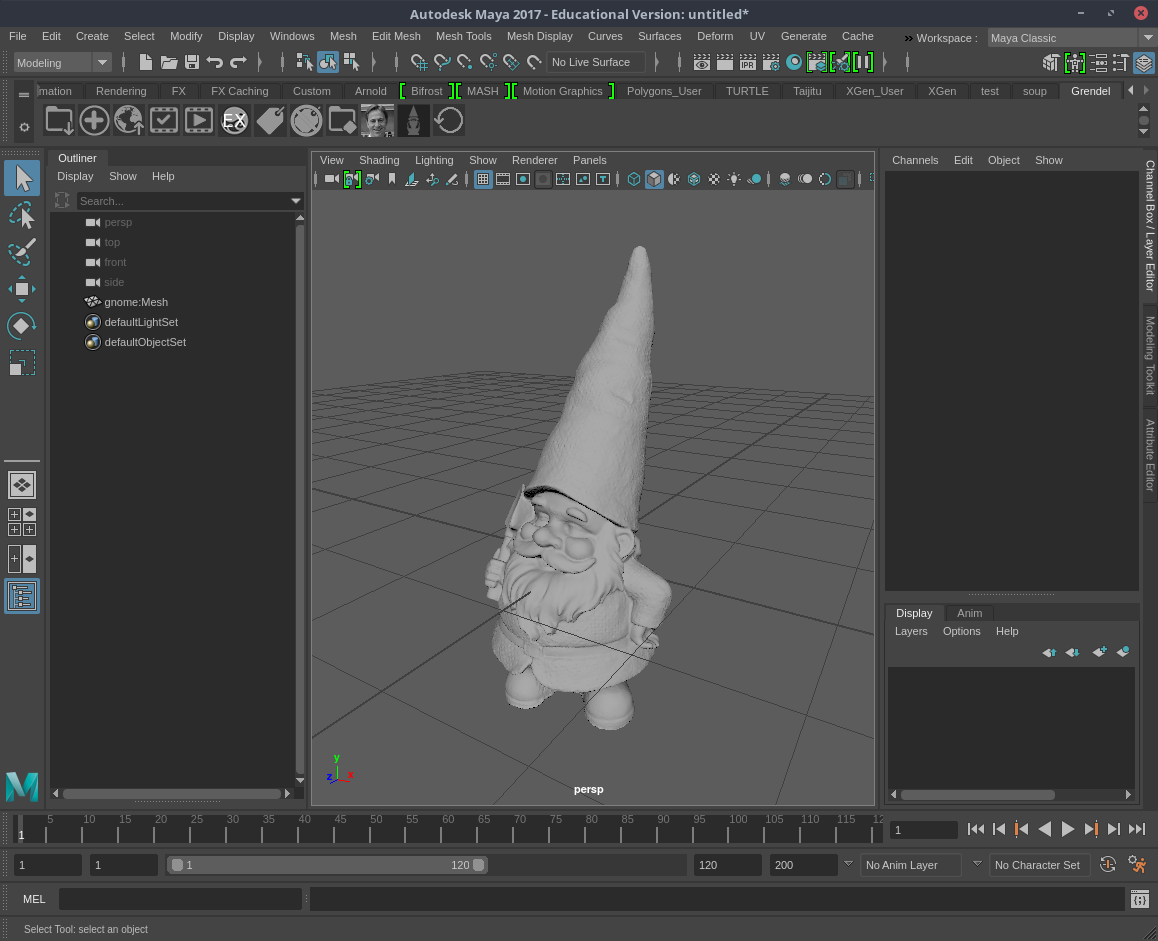 Autodesk Maya 2017 - Educational Version: untitled*
File Edit Create Select Modify Display Windows Mesh Edit Mesh Mesh Tools Mesh Display Curves Surfaces Deform UV Generate Cache Workspace : Maya Classic
Modeling No Live Surface IPR
mation Rendering FX FX Caching Custom Arnold Bifrost MASH Motion Graphics Polygons_User TURTLE Taijitu XGen_User XGen test soup Grendel
EX
Outliner
Display Show Help
Search...
persp
top
front
side
gnome:Mesh
defaultLightSet
defaultObjectSet
View Shading Lighting Show Renderer Panels
y
z x
persp
Channels Edit Object Show
Channel Box / Layer Editor
Modeling Toolkit
Attribute Editor
Display Anim
Layers Options Help
5 10 15 20 25 30 35 40 45 50 55 60 65 70 75 80 85 90 95 100 105 110 115 12
1
1
1 1 1 120 120 200 No Anim Layer No Character Set
MEL
Select Tool: select an object